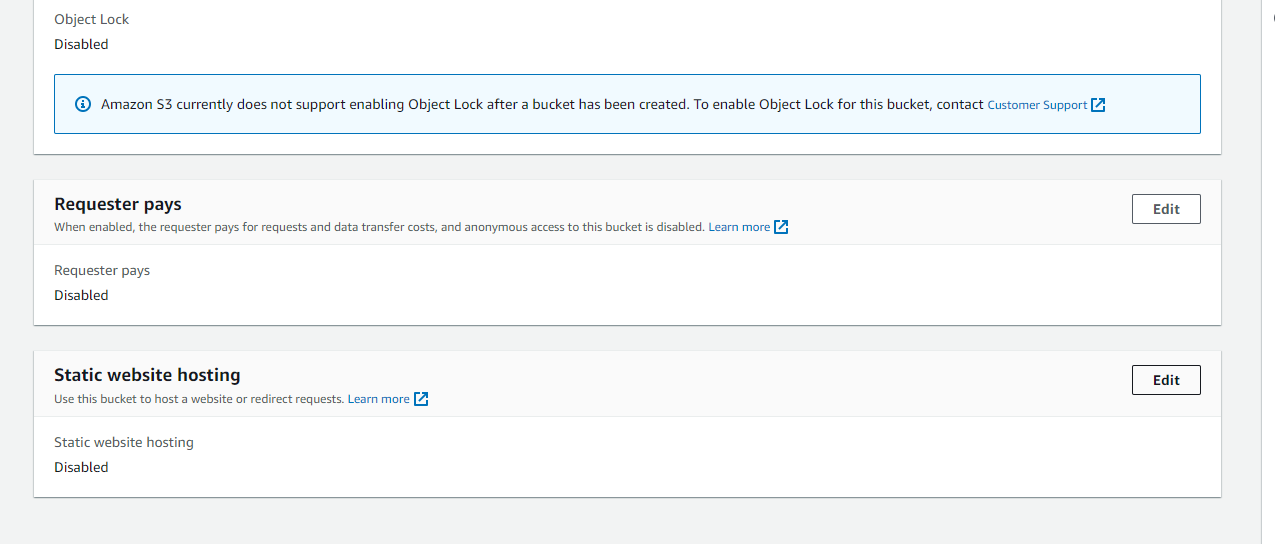 Object Lock
Disabled
Amazon S3 currently does not support enabling Object Lock after a bucket has been created. To enable Object Lock for this bucket, contact Customer Support
Requester pays
Edit
When enabled, the requester pays for requests and data transfer costs, and anonymous access to this bucket is disabled. Learn more
Requester pays
Disabled
Static website hosting
Edit
Use this bucket to host a website or redirect requests. Learn more
Static website hosting
Disabled